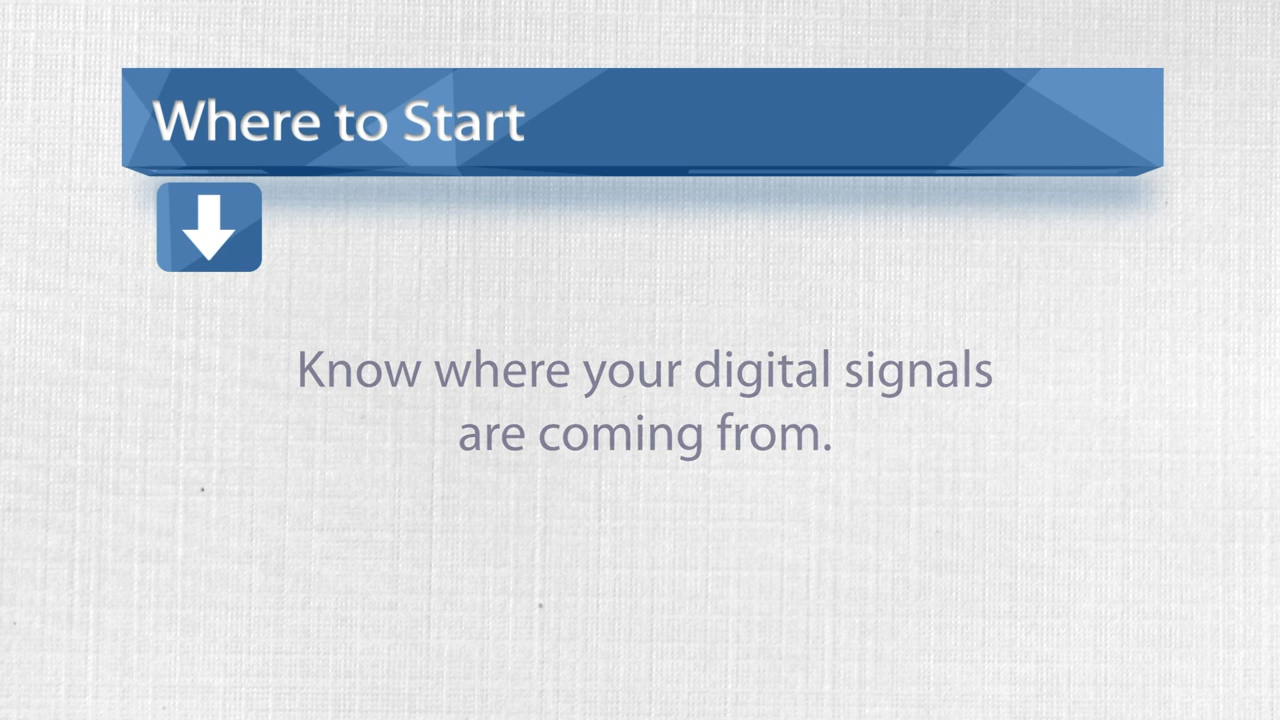 Where to Start
Know where your digital signals
are coming from.